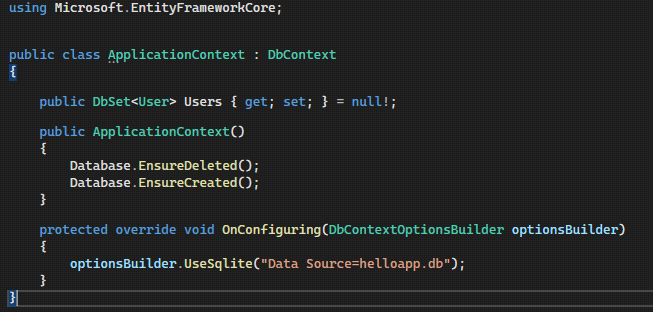 using Microsoft.EntityFrameworkCore;
public class ApplicationContext : DbContext
{
public DbSet<User> Users { get; set; } = null!;
public ApplicationContext()
{
Database.EnsureDeleted();
Database.EnsureCreated();
}
protected override void OnConfiguring(DbContextOptionsBuilder optionsBuilder)
{
optionsBuilder.UseSqlite("Data Source=helloapp.db");
}
}